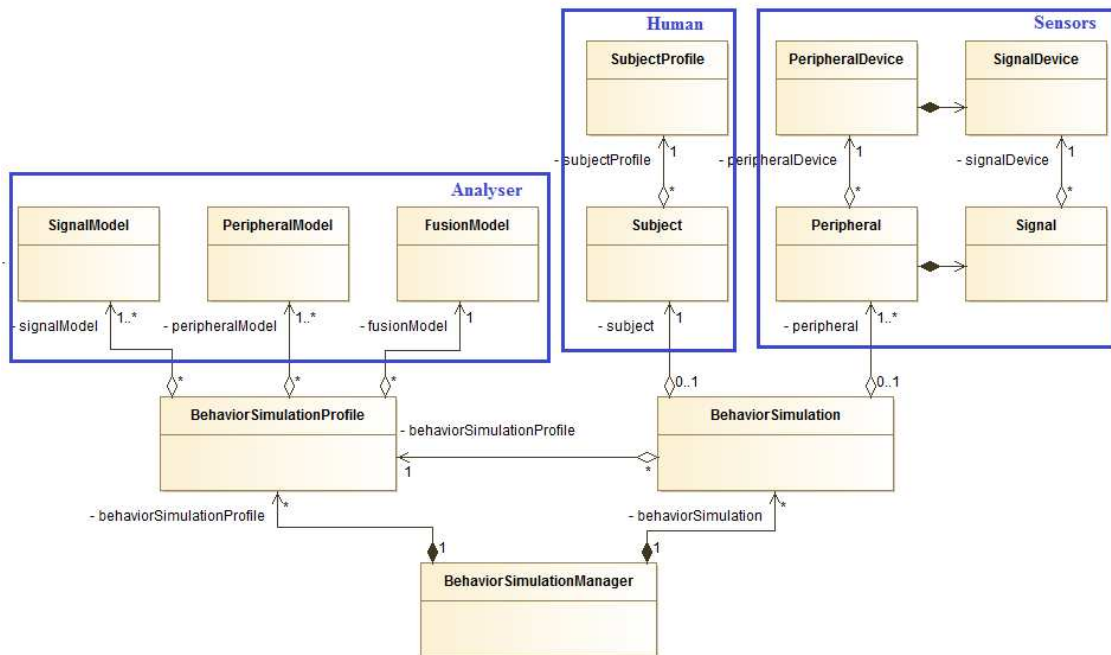 Human
Sensors
SubjectProfile
PeripheralDevice
SignalDevice
- subjectProfile
1
- peripheralDevice
1
- signalDevice
1
Analyser
*
*
*
SignalModel
PeripheralModel
FusionModel
Subject
Peripheral
Signal
-
- signalModel
1..*
- peripheralModel
1..*
- fusionModel
1
- subject
1
- peripheral
1..*
*
*
*
0..1
0..1
BehaviorSimulationProfile
BehaviorSimulation
- behaviorSimulationProfile
1
*
- behaviorSimulationProfile
*
- behaviorSimulation
*
1
1
BehaviorSimulationManager